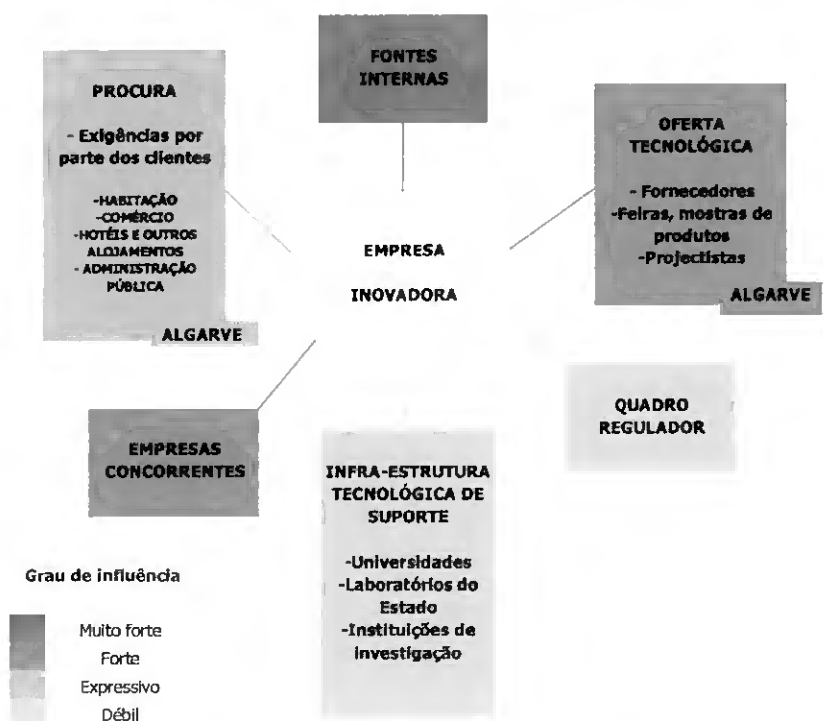 FONTES
INTERNAS
PROCURA
- Exigências por
parte dos clientes
-HABITAÇÃO
-COMÉRCIO
-HOTÉIS E OUTROS
ALOJAMENTOS
- ADMINISTRAÇÃO
PÚBLICA
ALGARVE
OFERTA
TECNOLÓGICA
- Fornecedores
-Feiras, mostras de
produtos
-Projectistas
ALGARVE
EMPRESA
INOVADORA
QUADRO
REGULADOR
EMPRESAS
CONCORRENTES
INFRA-ESTRUTURA
TECNOLÓGICA DE
SUPORTE
-Universidades
-Laboratórios do
Estado
-Instituições de
investigação
Grau de influência
Muito forte
Forte
Expressivo
Débil